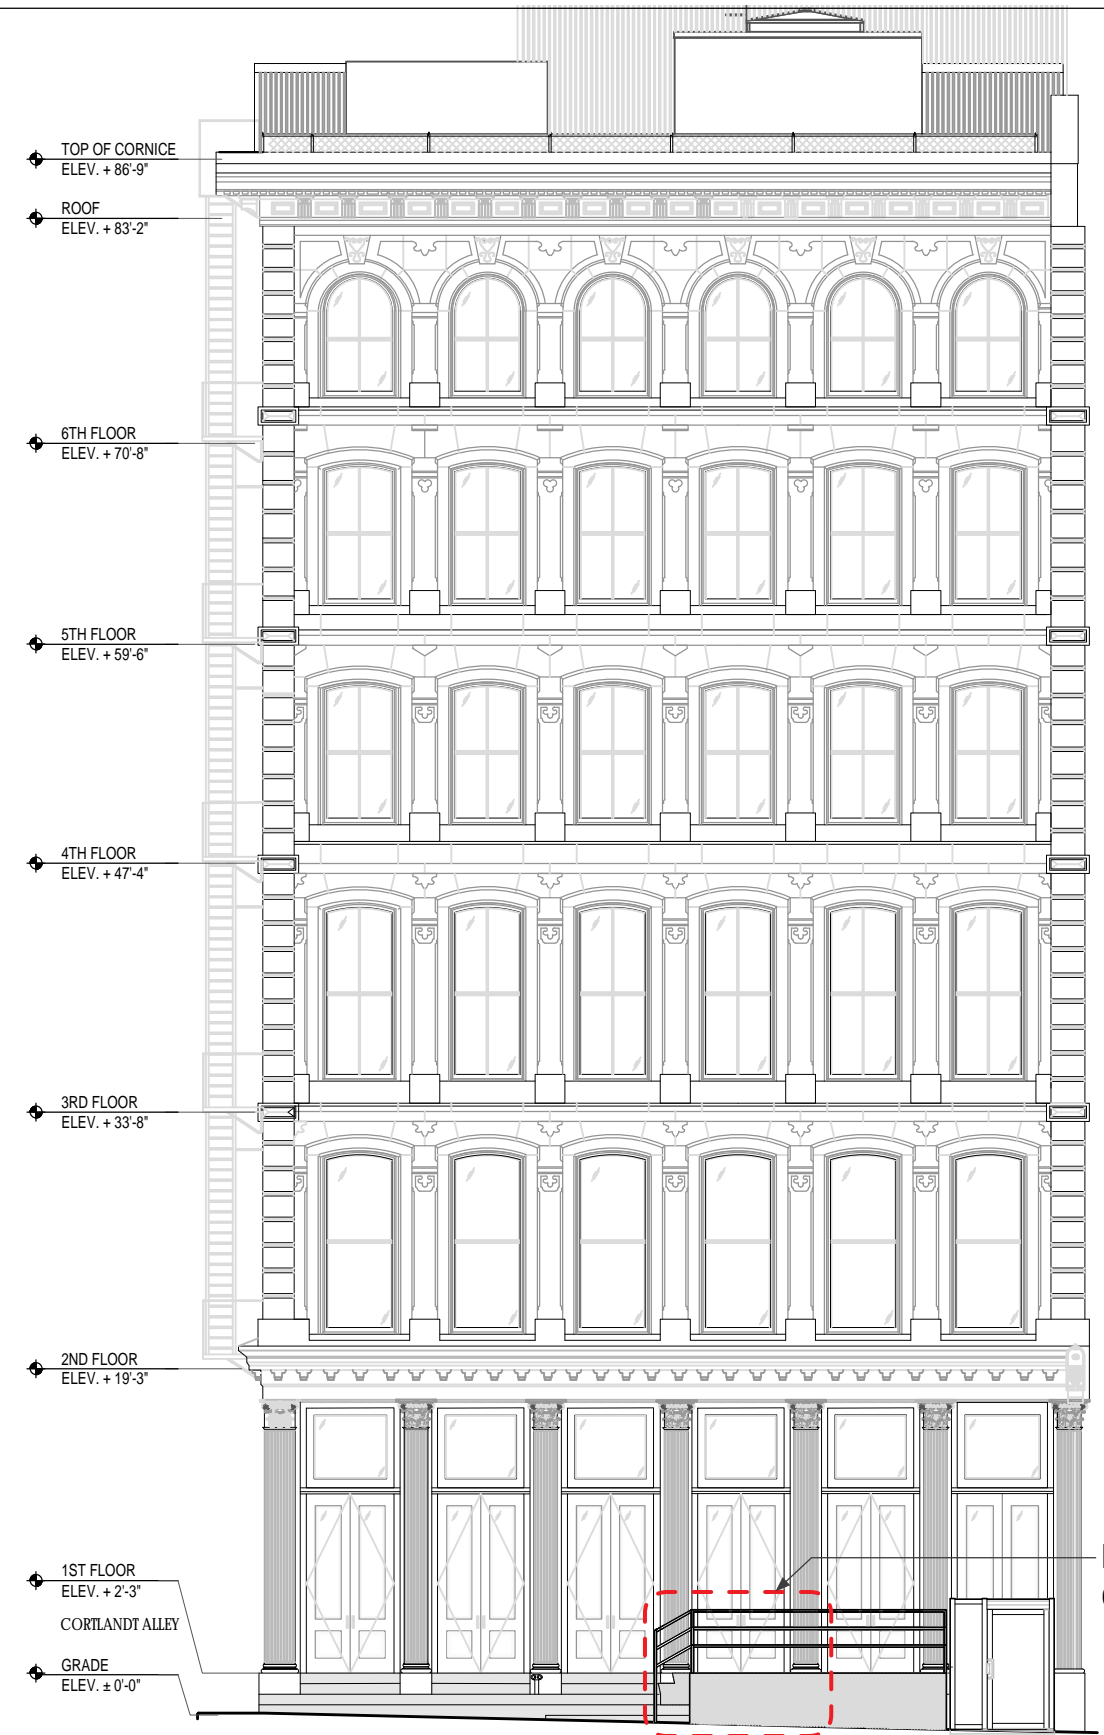 TOP OF CORNICE
ELEV. + 86'-9"
ROOF
ELEV. + 83'-2"
6TH FLOOR
ELEV. + 70'-8"
5TH FLOOR
ELEV. + 59'-6"
4TH FLOOR
ELEV. + 47'-4"
3RD FLOOR
ELEV. + 33'-8"
2ND FLOOR
ELEV. + 19'-3"
1ST FLOOR
ELEV. + 2'-3"
CORTLANDT ALLEY
GRADE
ELEV. ± 0'-0"